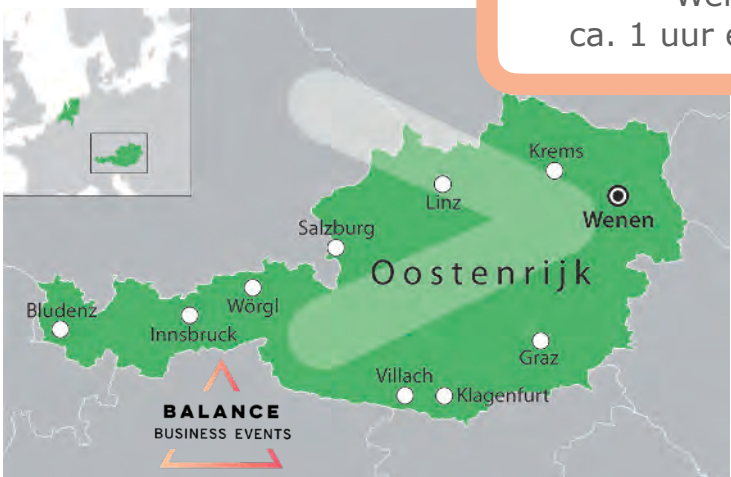 ca. 1 uur e
Krems
Linz
Wenen
Salzburg
Oostenrijk
Wörgl
Bludenz
Innsbruck
Graz
Villach
Klagenfurt
BALANCE
BUSINESS EVENTS